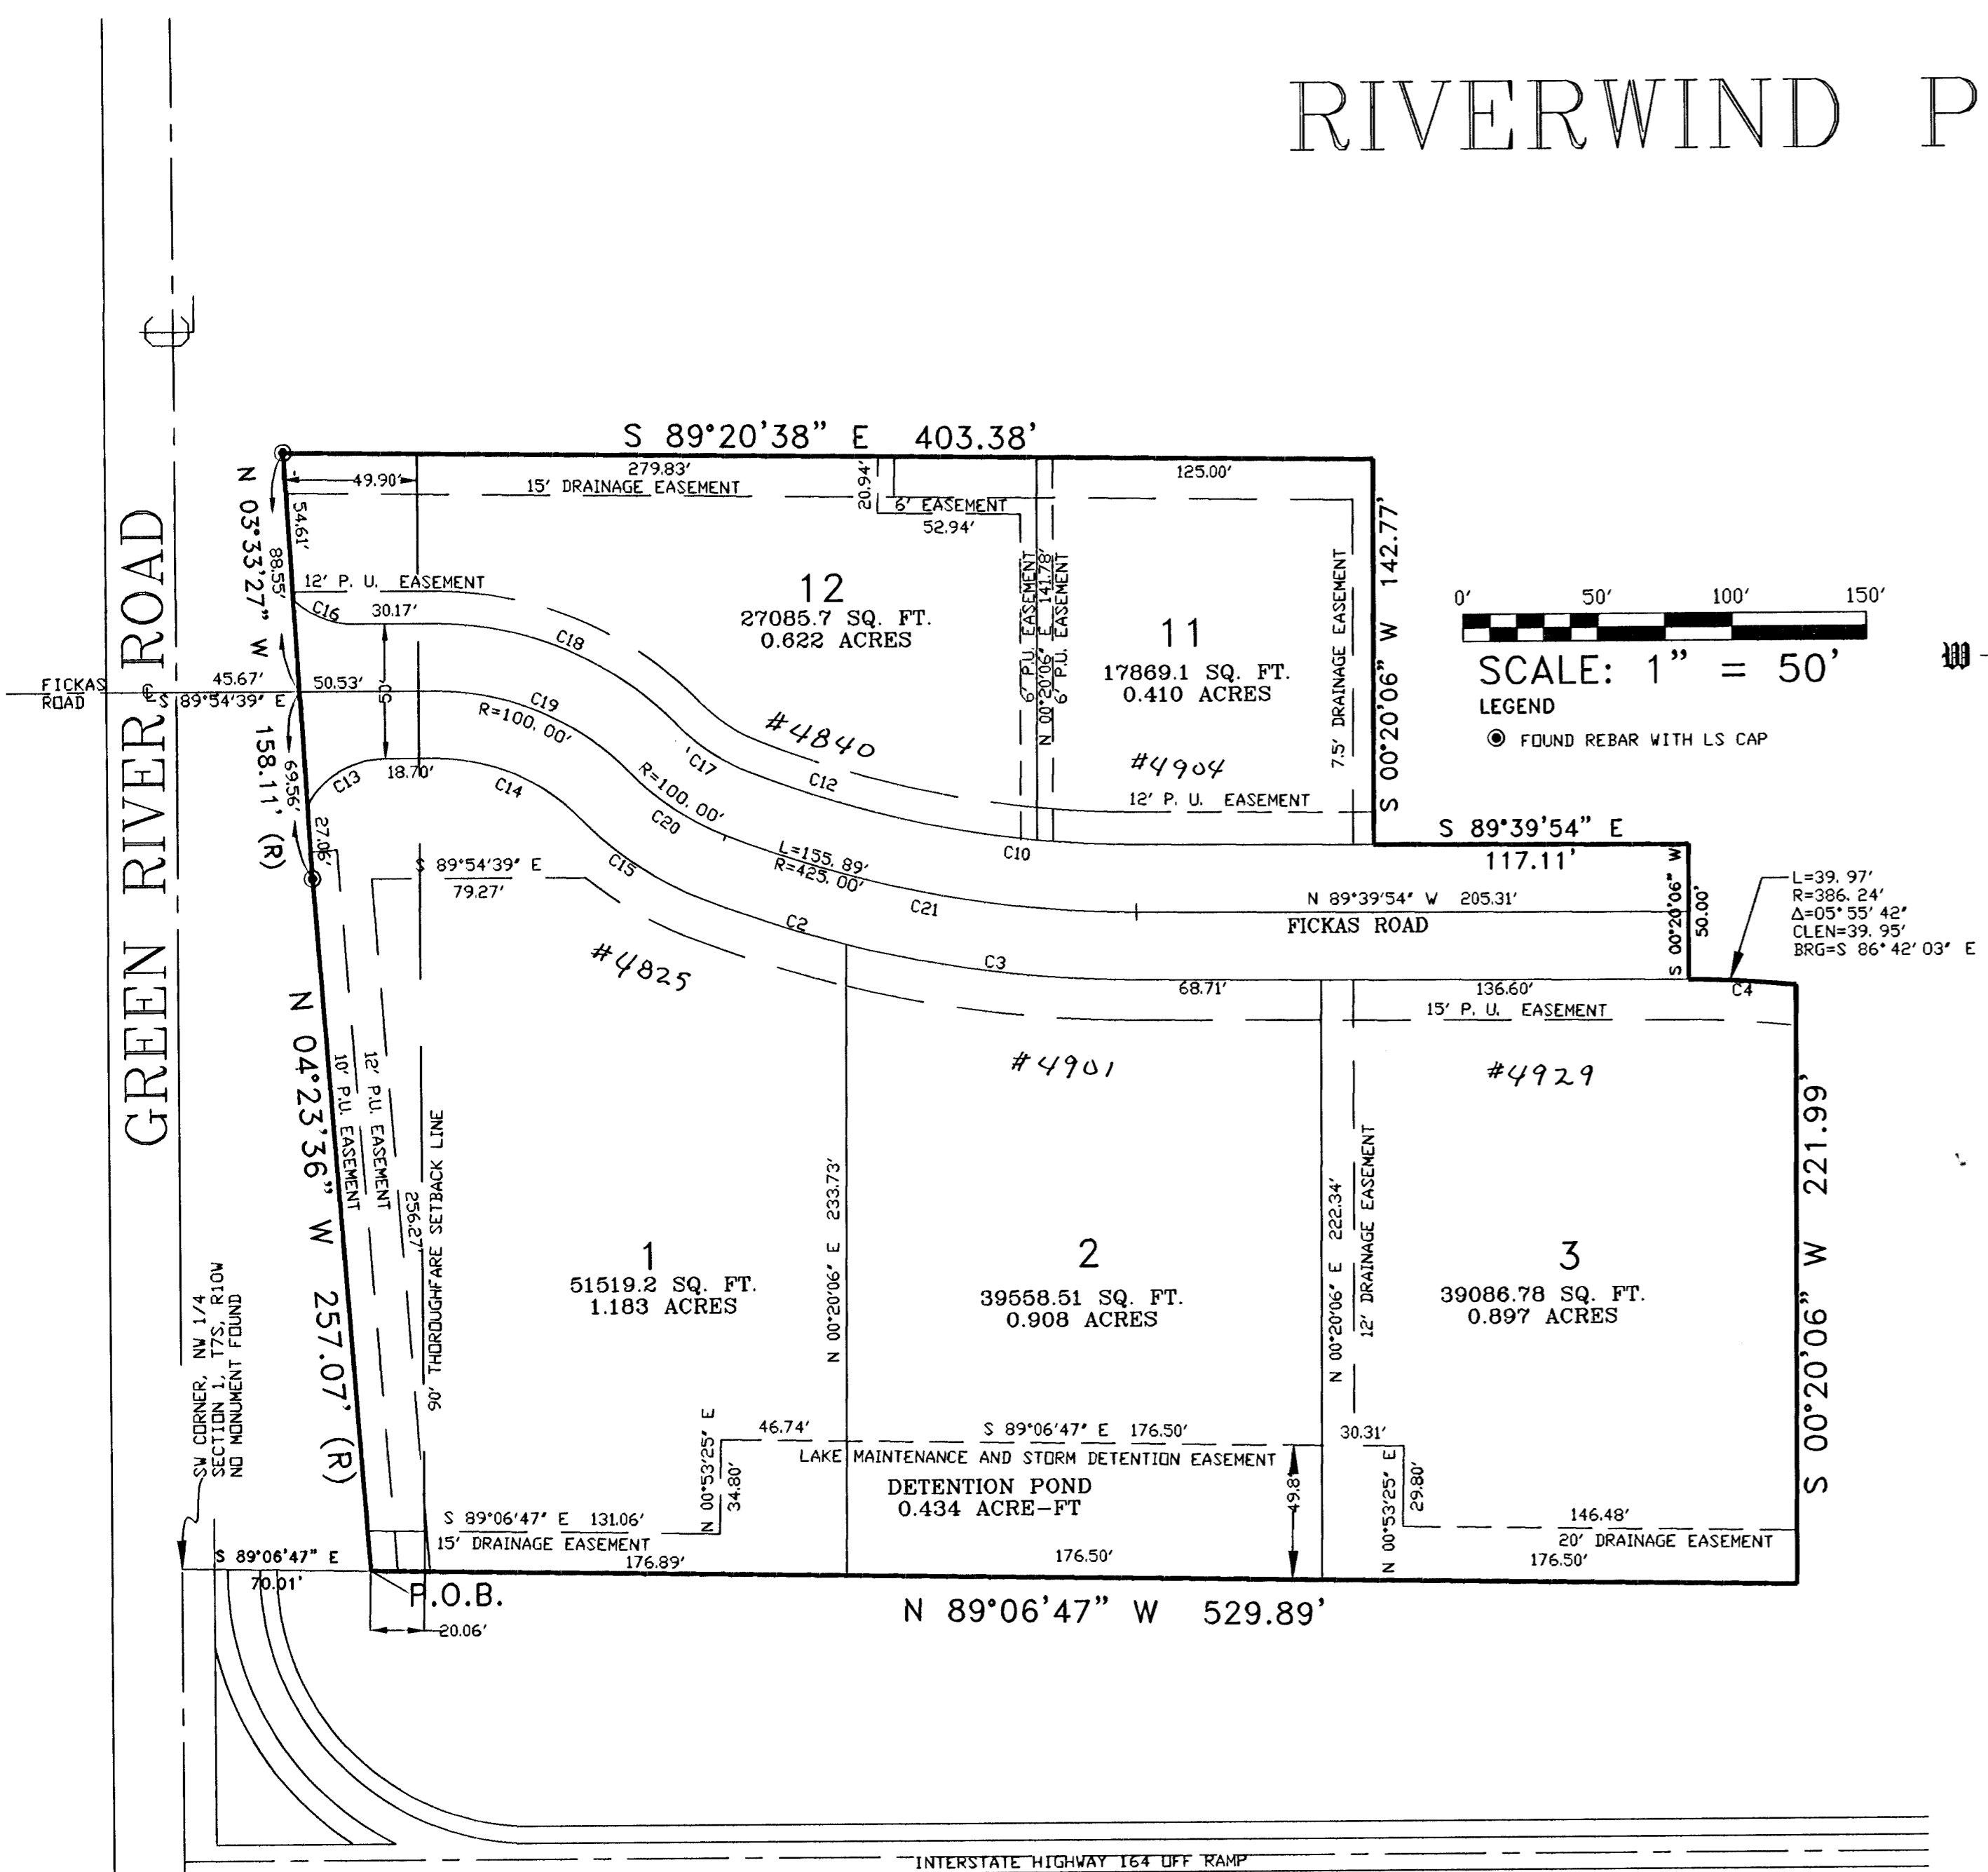 RIVERWIND P
S 89°20'38" E 403.38'
279.83'
49.90'
15' DRAINAGE EASEMENT
20.94'
6' EASEMENT
52.94'
125.00'
N 03°33'27" W 158.11' (R)
54.61'
88.55'
12' P. U. EASEMENT
C16
30.17'
C18
12
27085.7 SQ. FT.
0.622 ACRES
6' P.U. EASEMENT
N 00°20'06" E 141.78'
6' P.U. EASEMENT
11
17869.1 SQ. FT.
0.410 ACRES
7.5' DRAINAGE EASEMENT
S 00°20'06" W 142.77'
0' 50' 100' 150'
SCALE: 1" = 50'
LEGEND
FOUND REBAR WITH LS CAP
GREEN RIVER ROAD
FICKAS
ROAD
45.67'
S 89°54'39" E
50.53'
50'
C19
R=100.00'
#4840
C17
C12
#4904
12' P. U. EASEMENT
69.56'
C13
18.70'
C14
R=100.00'
C20
27.06'
S 89°54'39" E
79.27'
C15
L=155.89'
R=425.00'
C10
C21
C2
C3
S 89°39'54" E
117.11'
N 89°39'54" W 205.31'
FICKAS ROAD
S 00°20'06" W
50.00'
L=39.97'
R=386.24'
Δ=05°55'42"
CLEN=39.95'
BRG=S 86°42'03" E
C4
#4825
68.71'
136.60'
15' P. U. EASEMENT
#4901
#4929
N 04°23'36" W 257.07' (R)
10' P.U. EASEMENT
12' P.U. EASEMENT
256.27'
90' THOROUGHFARE SETBACK LINE
1
51519.2 SQ. FT.
1.183 ACRES
N 00°20'06" E 233.73'
2
39558.51 SQ. FT.
0.908 ACRES
N 00°20'06" E 222.34'
12' DRAINAGE EASEMENT
3
39086.78 SQ. FT.
0.897 ACRES
S 00°20'06" W 221.99'
SW CORNER, NW 1/4
SECTION 1, T7S, R10W
NO MONUMENT FOUND
N 00°53'25" E
34.80'
46.74'
S 89°06'47" E 176.50'
LAKE MAINTENANCE AND STORM DETENTION EASEMENT
DETENTION POND
0.434 ACRE-FT
49.8'
30.31'
N 00°53'25" E
29.80'
S 89°06'47" E 131.06'
15' DRAINAGE EASEMENT
176.89'
176.50'
146.48'
20' DRAINAGE EASEMENT
176.50'
S 89°06'47" E
70.01'
P.O.B.
20.06'
N 89°06'47" W 529.89'
INTERSTATE HIGHWAY I64 OFF RAMP